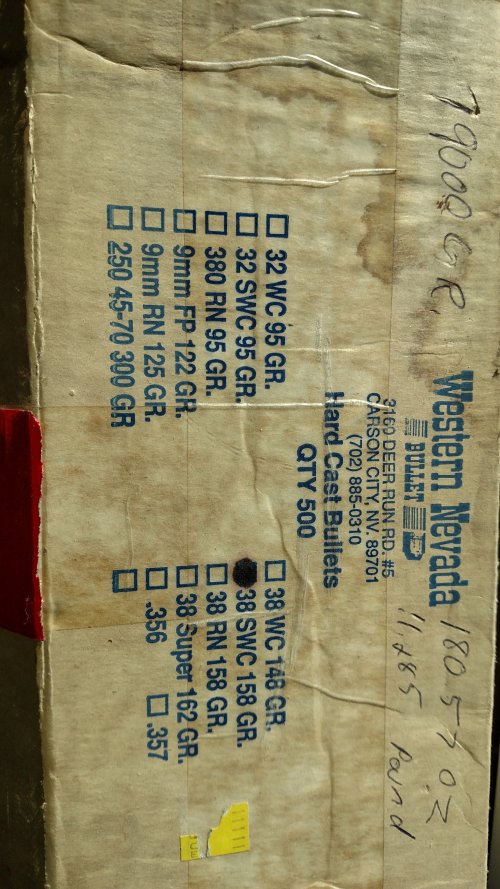 79000 GR.
180.57 OZ
11.285 Pound
Western Nevada
BULLET
3160 DEER RUN RD. #5
CARSON CITY, NV. 89701
(702) 885-0310
Hard Cast Bullets
QTY 500
32 WC 95 GR.
32 SWC 95 GR.
380 RN 95 GR.
9mm FP 122 GR.
9mm RN 125 GR.
250 45-70 300 GR
38 WC 148 GR.
38 SWC 158 GR.
38 RN 158 GR.
38 Super 162 GR.
.356 .357